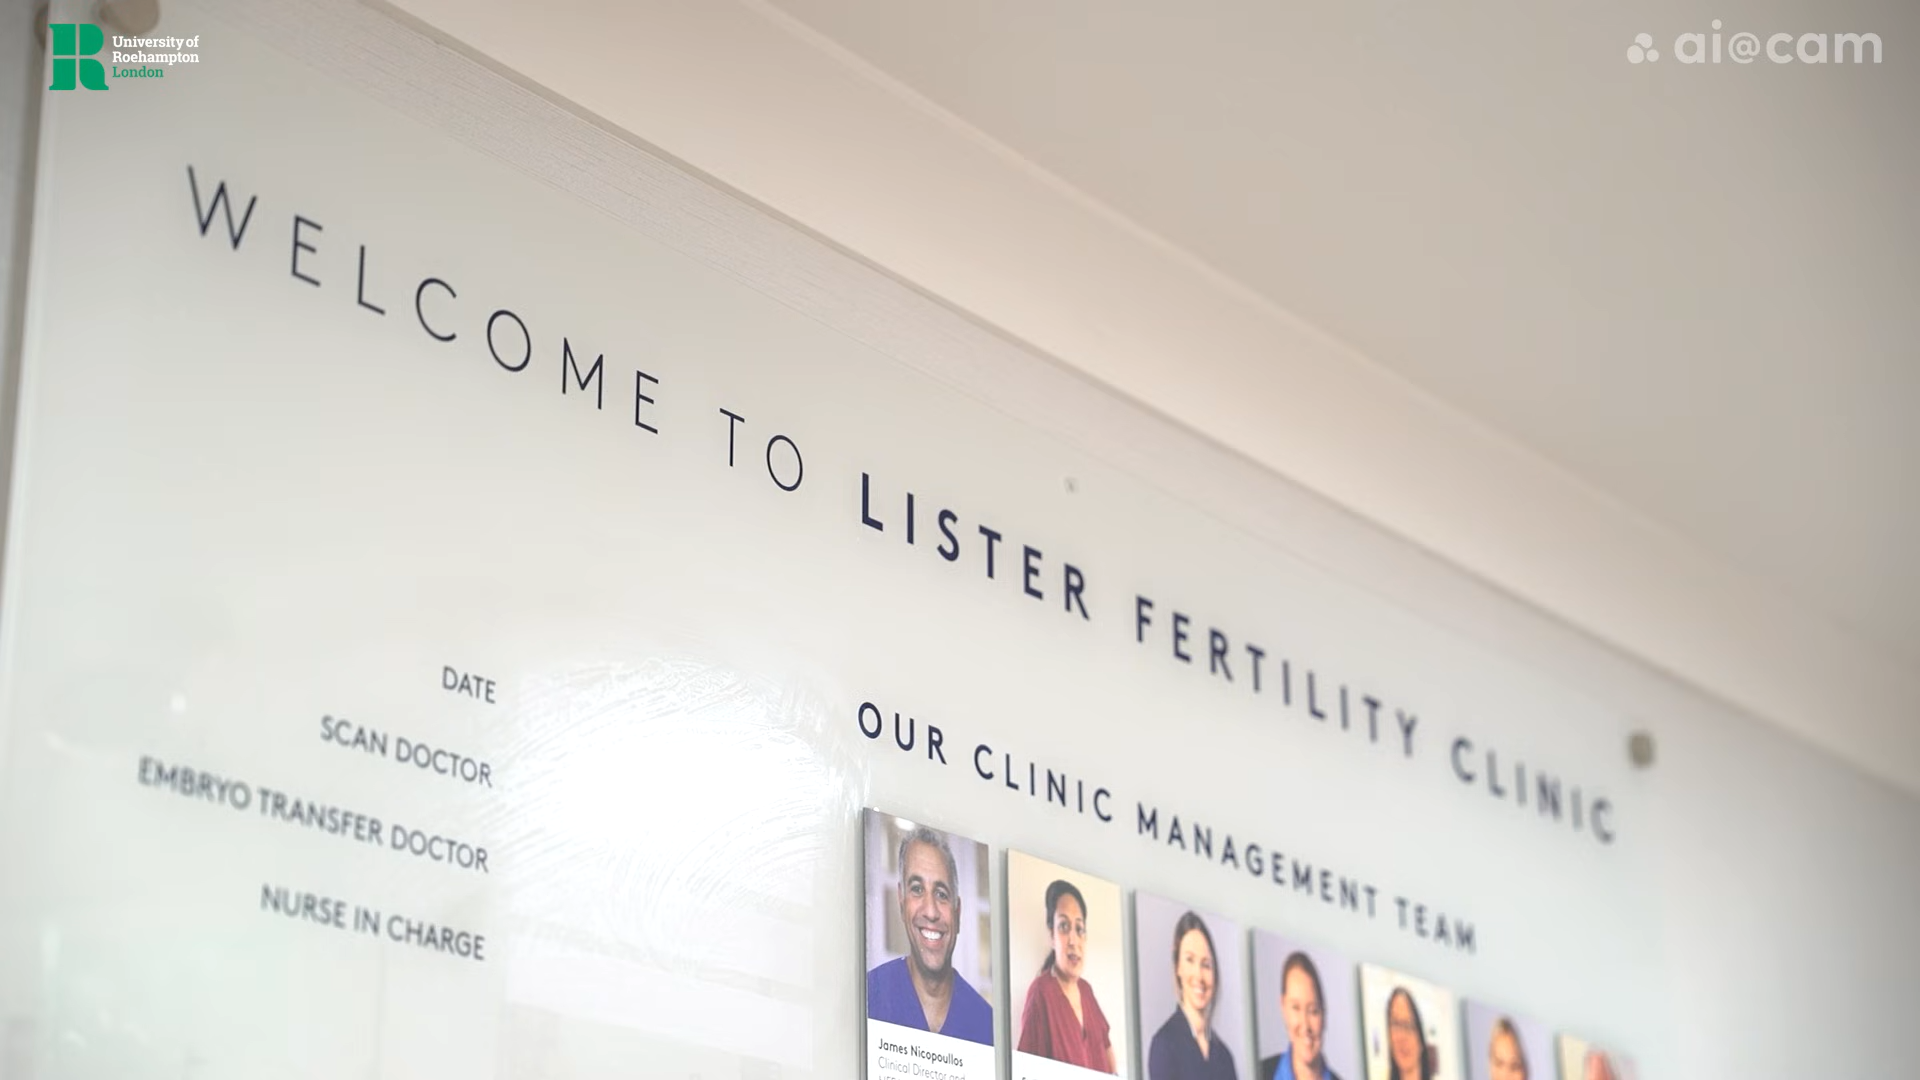 University of
Roehampton
London
ai@cam
WELCOME TO LISTER FERTILITY CLINIC
DATE
SCAN DOCTOR
EMBRYO TRANSFER DOCTOR
NURSE IN CHARGE
OUR CLINIC MANAGEMENT TEAM
James Nicopoullos
Clinical Director and